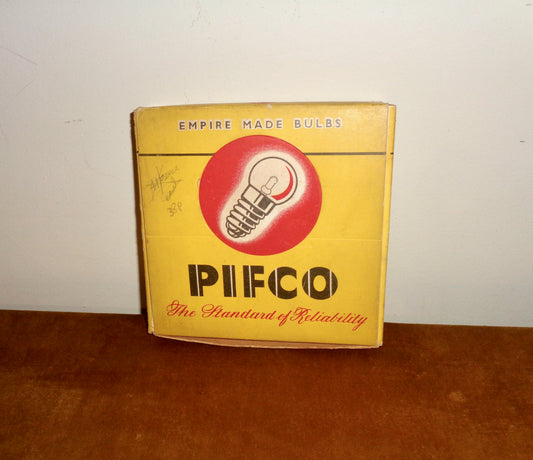 EMPIRE MADE BULBS
PIFCO
The Standard of Reliability